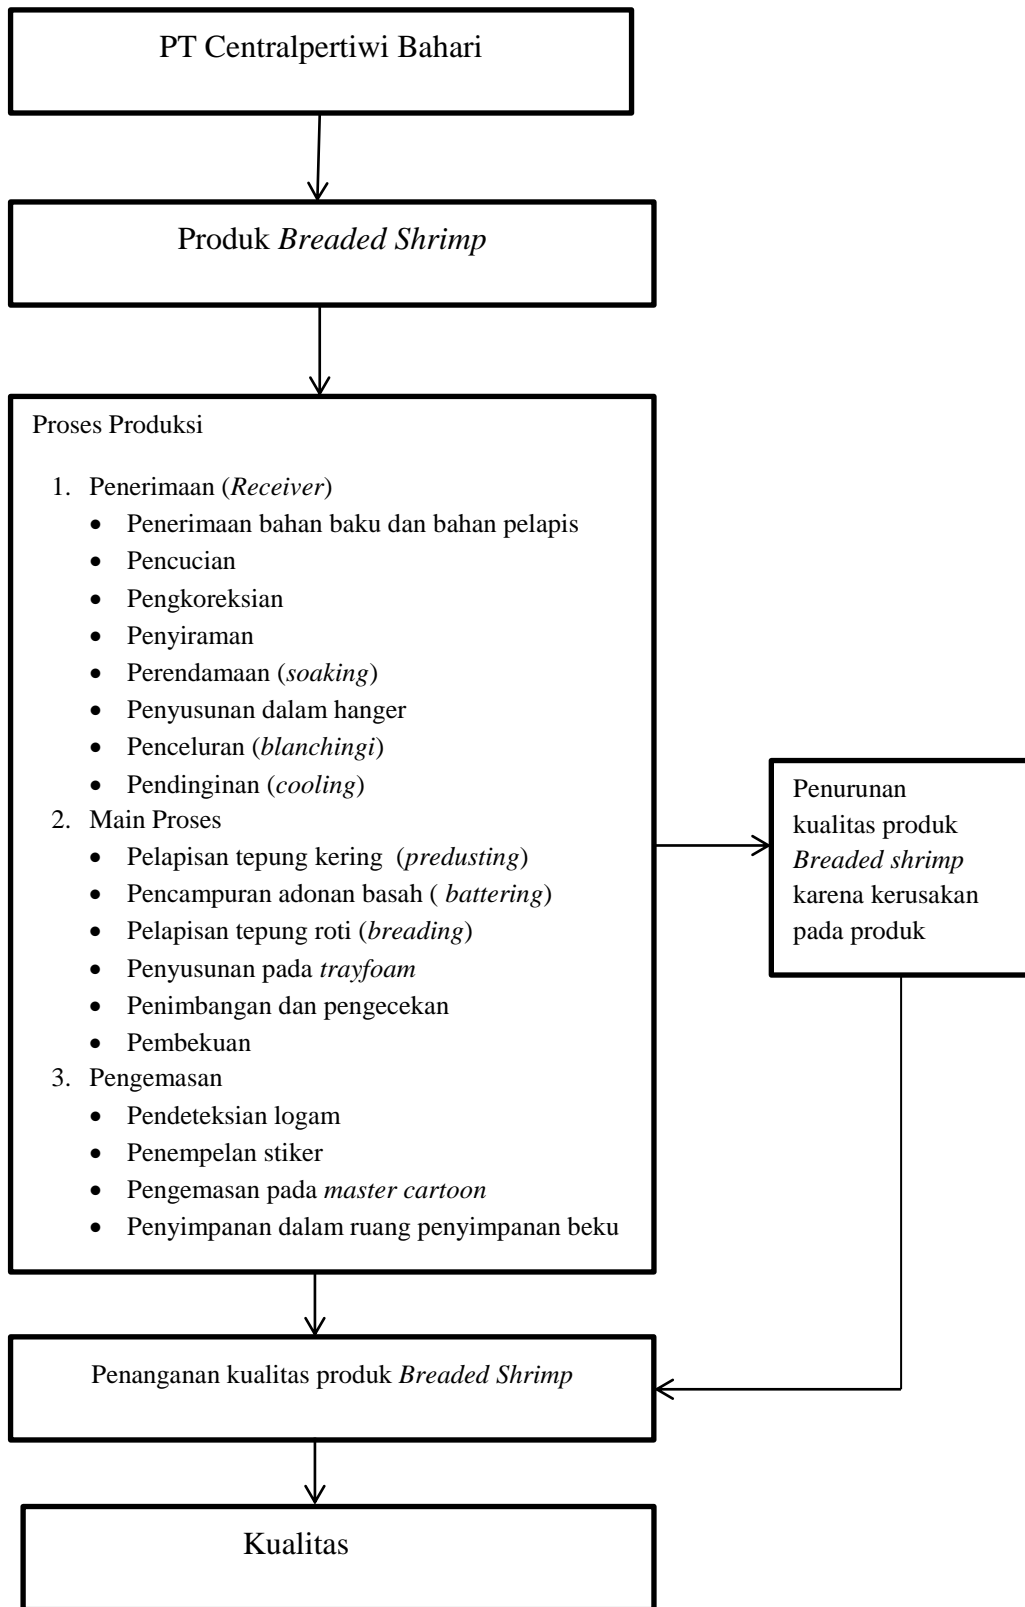 PT Centralpertiwi Bahari
Produk Breaded Shrimp
Proses Produksi
1. Penerimaan (Receiver)
• Penerimaan bahan baku dan bahan pelapis
• Pencucian
• Pengkoreksian
• Penyiraman
• Perendamaan (soaking)
• Penyusunan dalam hanger
• Penceluran (blanchingi)
• Pendinginan (cooling)
2. Main Proses
• Pelapisan tepung kering (predusting)
• Pencampuran adonan basah ( battering)
• Pelapisan tepung roti (breading)
• Penyusunan pada trayfoam
• Penimbangan dan pengecekan
• Pembekuan
3. Pengemasan
• Pendeteksian logam
• Penempelan stiker
• Pengemasan pada master cartoon
• Penyimpanan dalam ruang penyimpanan beku
Penurunan
kualitas produk
Breaded shrimp
karena kerusakan
pada produk
Penanganan kualitas produk Breaded Shrimp
Kualitas